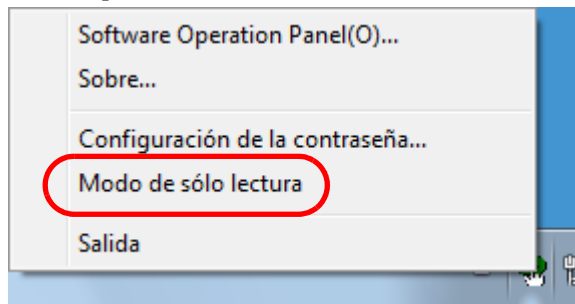 Software Operation Panel(O)...
Sobre...
Configuración de la contraseña...
Modo de sólo lectura
Salida